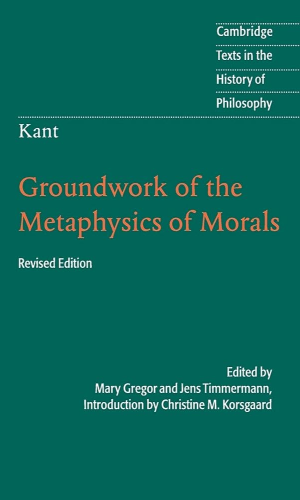 Cambridge
Texts in the
History of
Philosophy
Kant
Groundwork of the
Metaphysics of Morals
Revised Edition
Edited by
Mary Gregor and Jens Timmermann,
Introduction by Christine M. Korsgaard